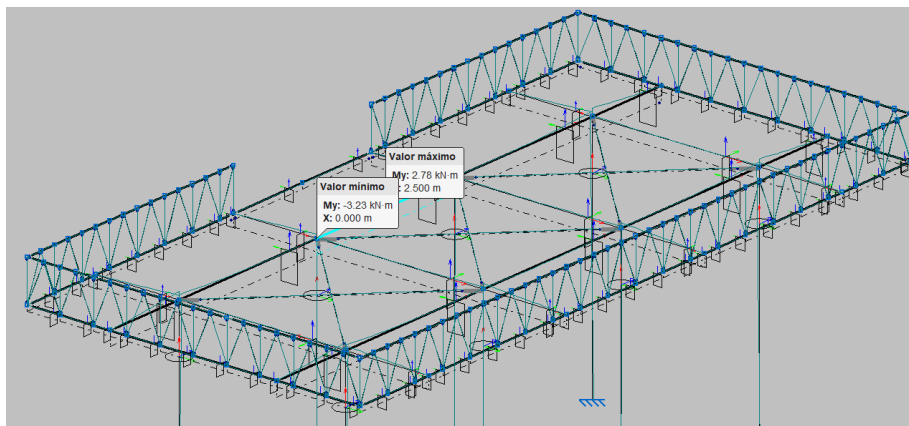 Valor máximo
My: 2.78 kN·m
: 2.500 m
Valor mínimo
My: -3.23 kN·m
X: 0.000 m